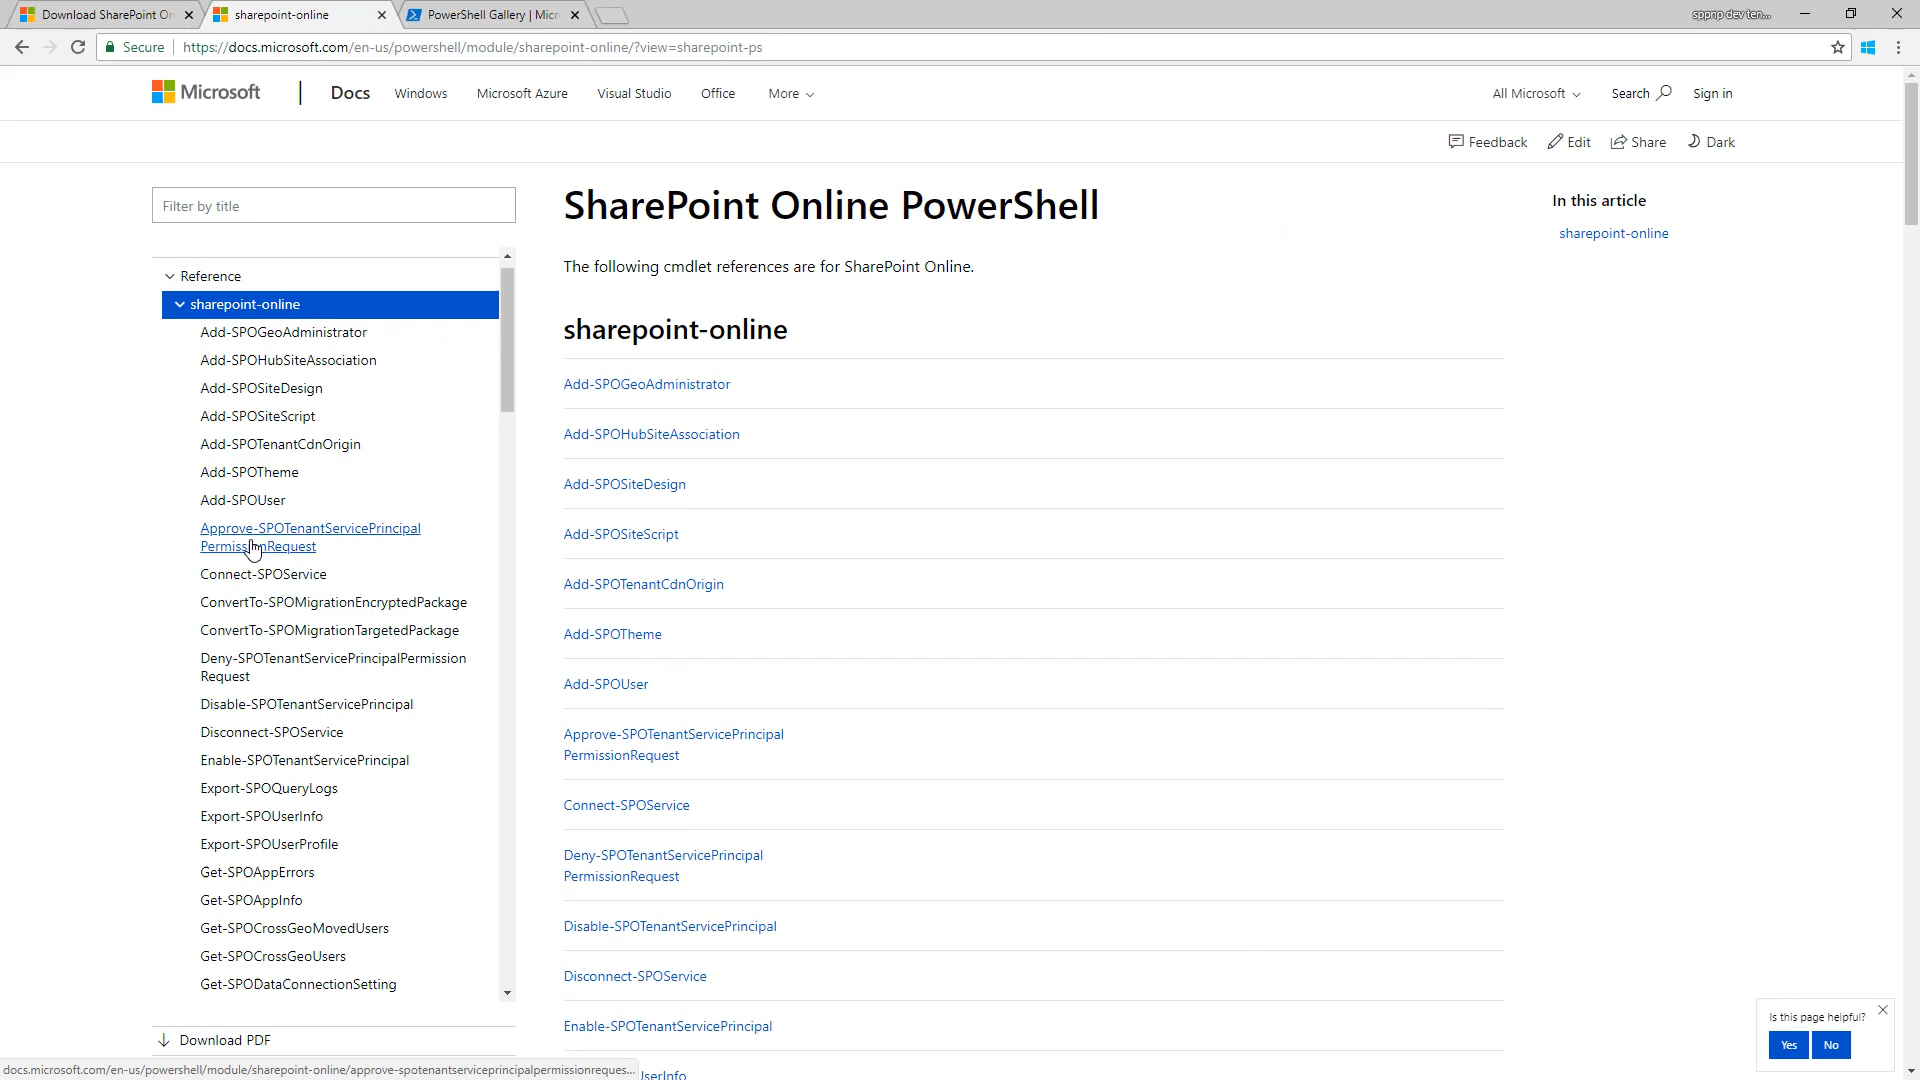 Download SharePoint On
sharepoint-online
PowerShell Gallery | Micr
sppnp dev ten...
Secure
https://docs.microsoft.com/en-us/powershell/module/sharepoint-online/?view=sharepoint-ps
Microsoft
Docs
Windows
Microsoft Azure
Visual Studio
Office
More
All Microsoft
Search
Sign in
Feedback
Edit
Share
Dark
Filter by title
Reference
sharepoint-online
Add-SPOGeoAdministrator
Add-SPOHubSiteAssociation
Add-SPOSiteDesign
Add-SPOSiteScript
Add-SPOTenantCdnOrigin
Add-SPOTheme
Add-SPOUser
Approve-SPOTenantServicePrincipal
PermissionRequest
Connect-SPOService
ConvertTo-SPOMigrationEncryptedPackage
ConvertTo-SPOMigrationTargetedPackage
Deny-SPOTenantServicePrincipalPermission
Request
Disable-SPOTenantServicePrincipal
Disconnect-SPOService
Enable-SPOTenantServicePrincipal
Export-SPOQueryLogs
Export-SPOUserInfo
Export-SPOUserProfile
Get-SPOAppErrors
Get-SPOAppInfo
Get-SPOCrossGeoMovedUsers
Get-SPOCrossGeoUsers
Get-SPODataConnectionSetting
Download PDF
SharePoint Online PowerShell
The following cmdlet references are for SharePoint Online.
sharepoint-online
Add-SPOGeoAdministrator
Add-SPOHubSiteAssociation
Add-SPOSiteDesign
Add-SPOSiteScript
Add-SPOTenantCdnOrigin
Add-SPOTheme
Add-SPOUser
Approve-SPOTenantServicePrincipal
PermissionRequest
Connect-SPOService
Deny-SPOTenantServicePrincipal
PermissionRequest
Disable-SPOTenantServicePrincipal
Disconnect-SPOService
Enable-SPOTenantServicePrincipal
UserInfo
In this article
sharepoint-online
Is this page helpful?
Yes
No
docs.microsoft.com/en-us/powershell/module/sharepoint-online/approve-spotenantserviceprincipalpermissionreques...